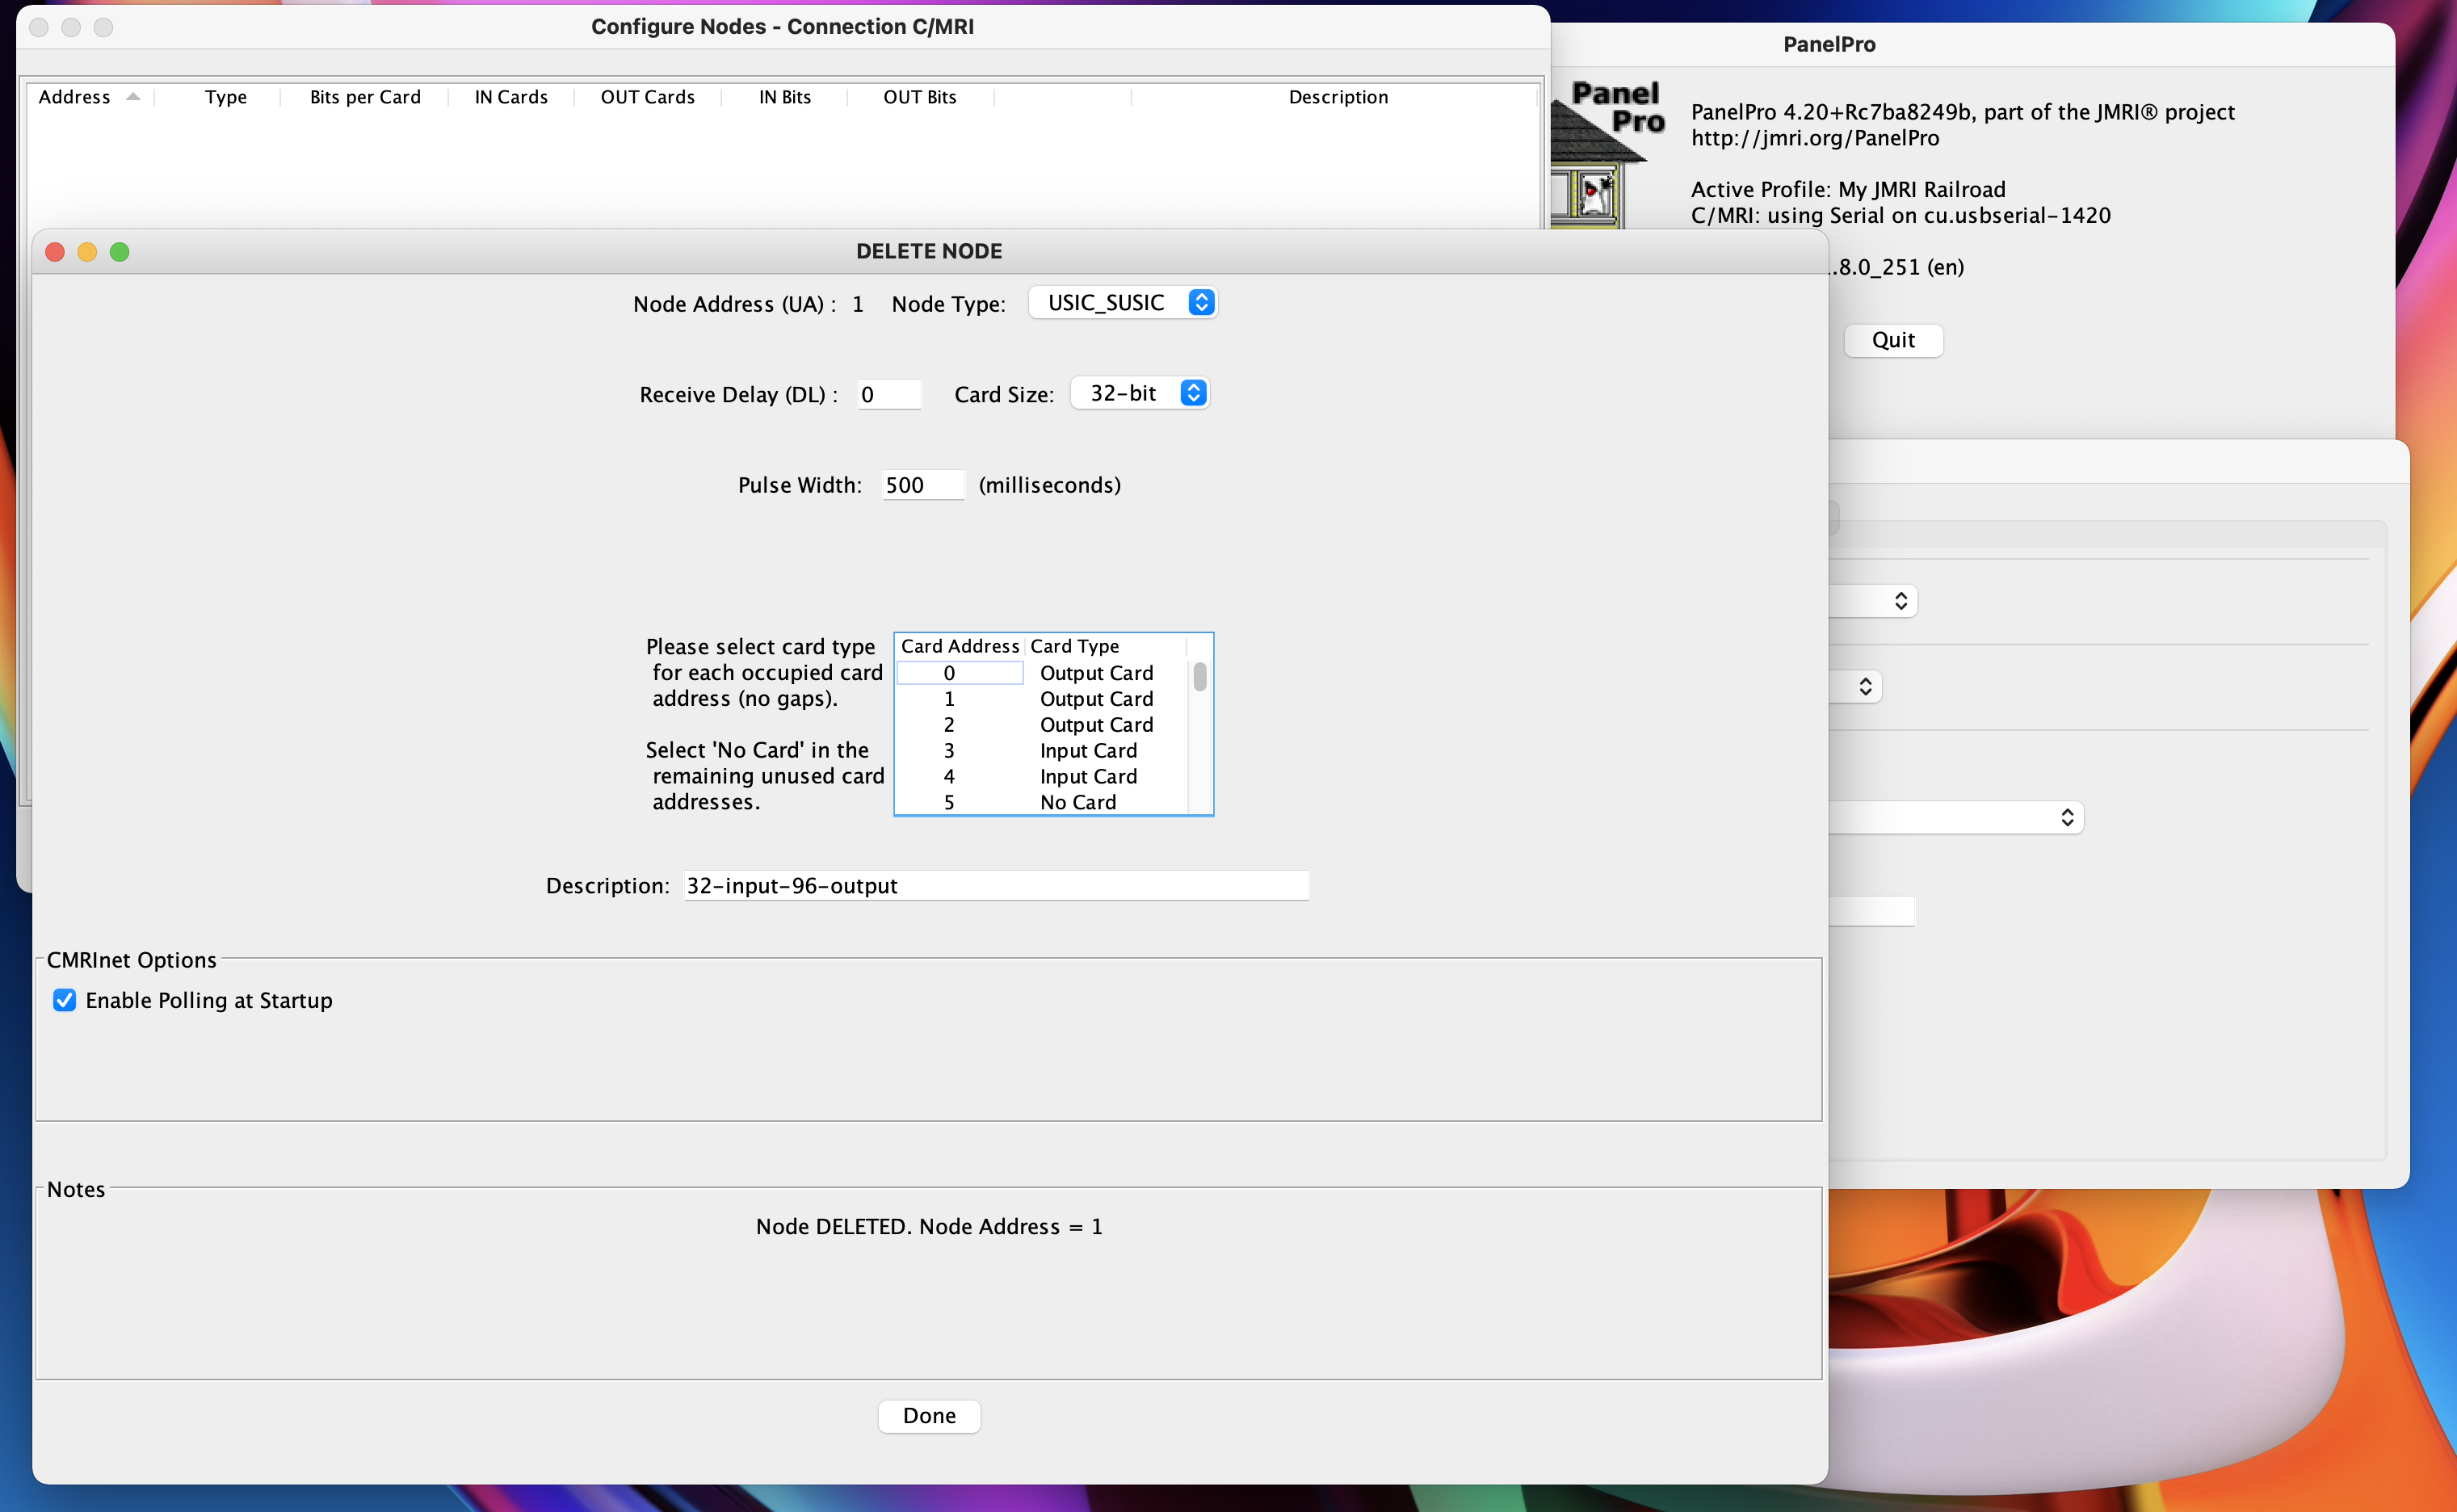 Configure Nodes - Connection C/MRI
Address Type Bits per Card IN Cards OUT Cards IN Bits OUT Bits Description
PanelPro
Panel
Pro
PanelPro 4.20+Rc7ba8249b, part of the JMRI® project
http://jmri.org/PanelPro
Active Profile: My JMRI Railroad
C/MRI: using Serial on cu.usbserial-1420
.8.0_251 (en)
Quit
DELETE NODE
Node Address (UA) : 1 Node Type: USIC_SUSIC
Receive Delay (DL) : 0 Card Size: 32-bit
Pulse Width: 500 (milliseconds)
Please select card type
for each occupied card
address (no gaps).
Select 'No Card' in the
remaining unused card
addresses.
Card Address Card Type
0 Output Card
1 Output Card
2 Output Card
3 Input Card
4 Input Card
5 No Card
Description: 32-input-96-output
CMRInet Options
Enable Polling at Startup
Notes
Node DELETED. Node Address = 1
Done